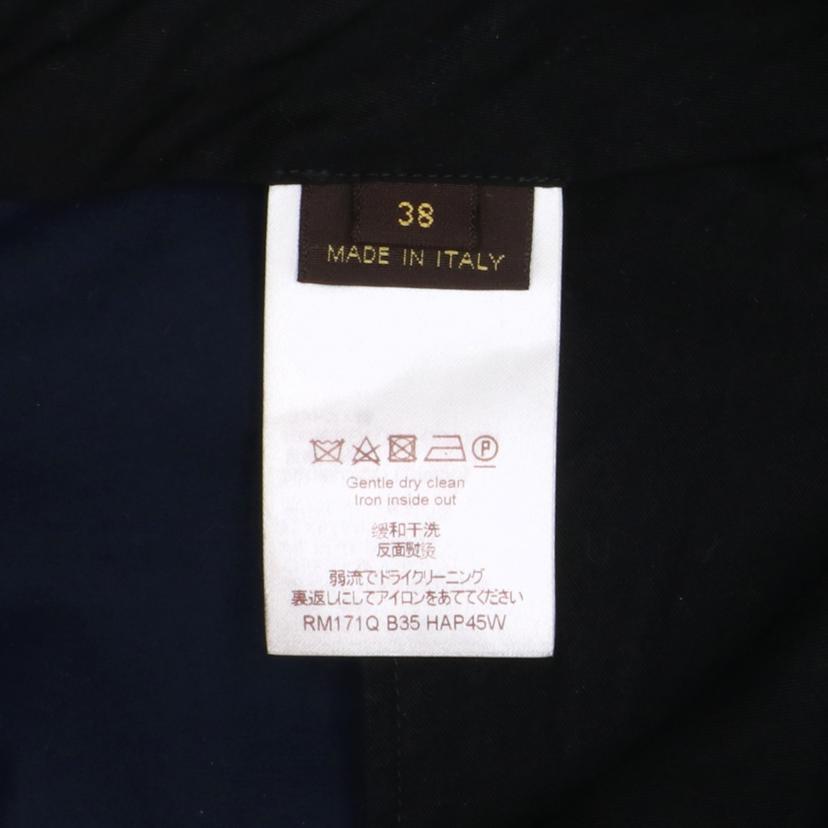 38
MADE IN ITALY
P
Gentle dry clean
Iron inside out
缓和干洗
反面熨烫
弱流でドライクリーニング
裏返しにしてアイロンをあててください
RM171Q B35 HAP45W